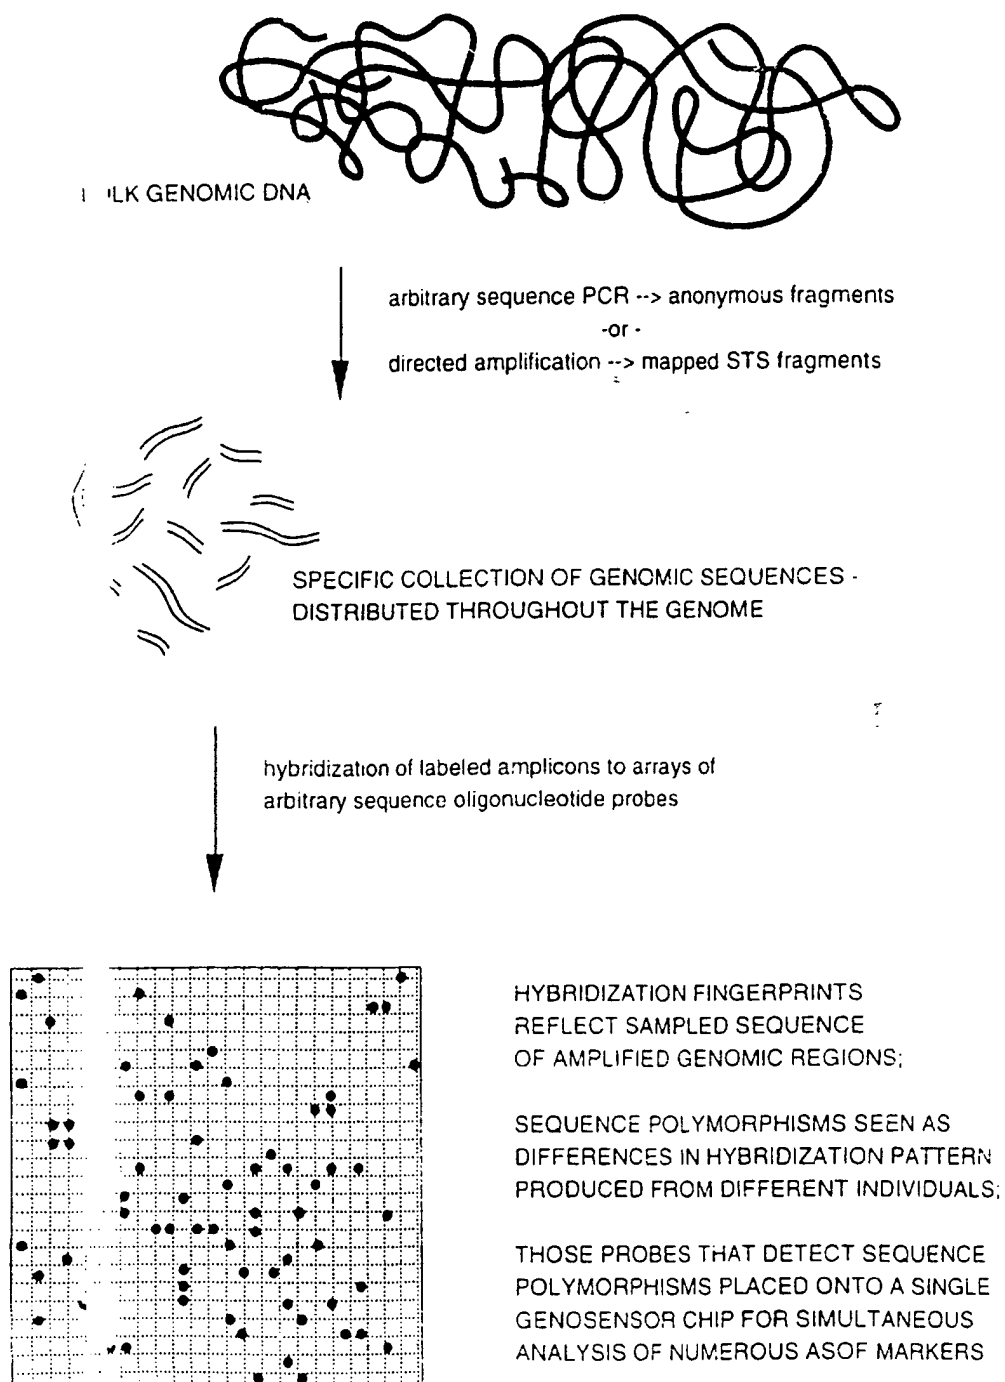 GENOMIC DNA
arbitrary sequence PCR --> anonymous fragments
-or -
directed amplification --> mapped STS fragments
SPECIFIC COLLECTION OF GENOMIC SEQUENCES -
DISTRIBUTED THROUGHOUT THE GENOME
hybridization of labeled amplicons to arrays of
arbitrary sequence oligonucleotide probes
HYBRIDIZATION FINGERPRINTS
REFLECT SAMPLED SEQUENCE
OF AMPLIFIED GENOMIC REGIONS;
SEQUENCE POLYMORPHISMS SEEN AS
DIFFERENCES IN HYBRIDIZATION PATTERN
PRODUCED FROM DIFFERENT INDIVIDUALS;
THOSE PROBES THAT DETECT SEQUENCE
POLYMORPHISMS PLACED ONTO A SINGLE
GENOSENSOR CHIP FOR SIMULTANEOUS
ANALYSIS OF NUMEROUS ASOF MARKERS